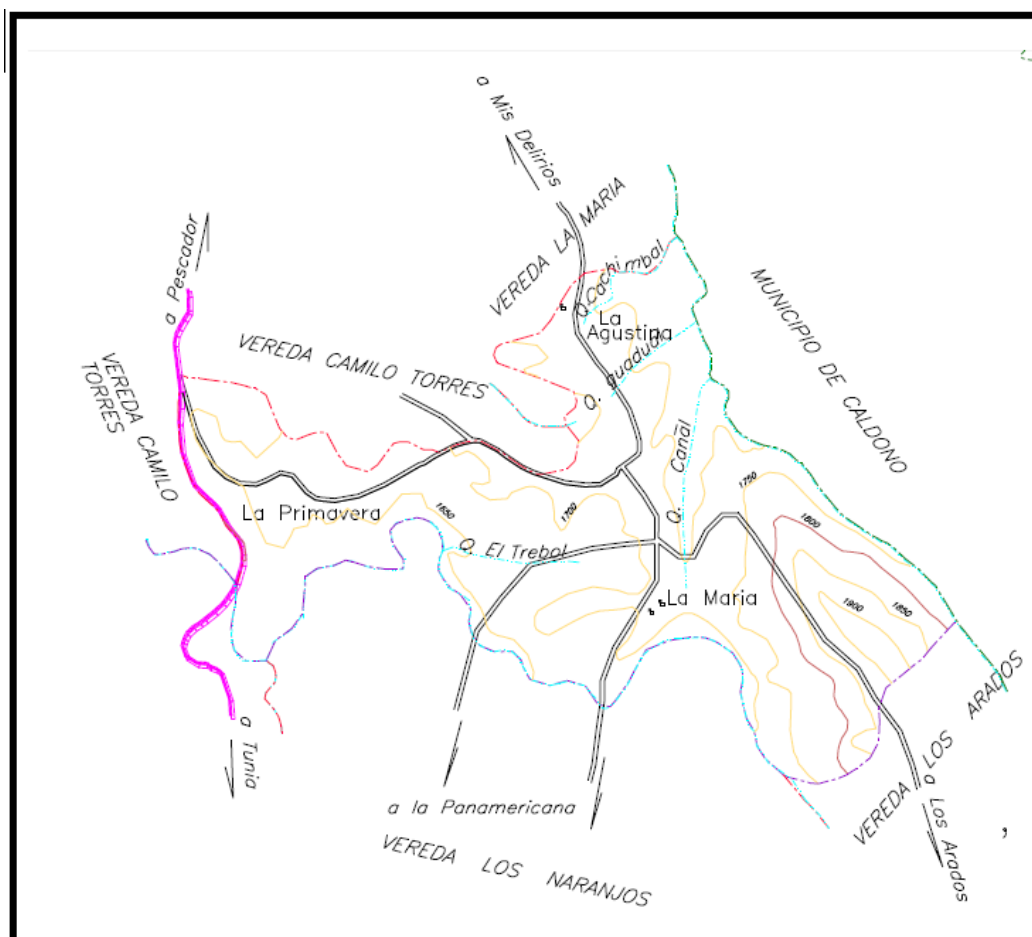 a Mis Delirios
VEREDA LA MARIA
Q. Cachimbal
a Pescador
La
Agustina
MUNICIPIO DE CALDONO
VEREDA CAMILO TORRES
VEREDA CAMILO
TORRES
Q. guadual
Q. Canal
1750
La Primavera
1650
1700
1800
Q. El Trebol
La Maria
1900
1850
VEREDA LOS ARADOS
a Tunia
a la Panamericana
a Los Arados
VEREDA LOS NARANJOS
,